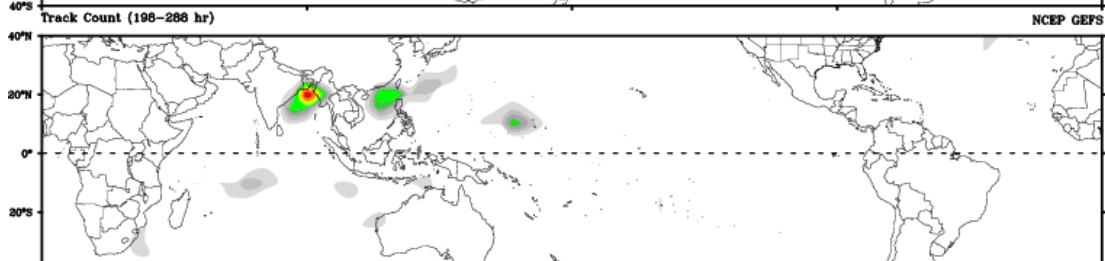 40°S
Track Count (198-288 hr) NCEP GEFS
40°N
20°N
0°
20°S